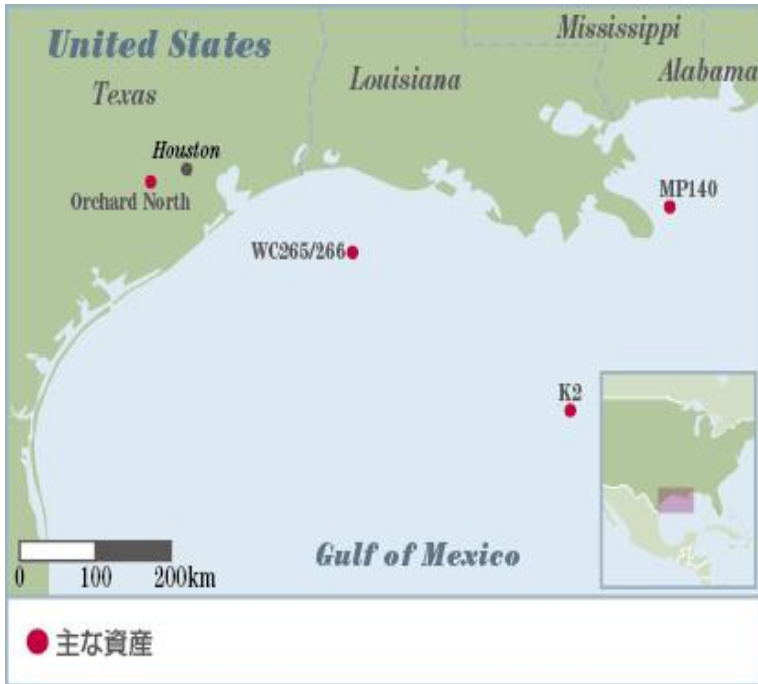 Mississippi
United States
Alabama
Louisiana
Texas
Houston
Orchard North
MP140
WC265/266
K2
Gulf of Mexico
0 100 200km
主な資産